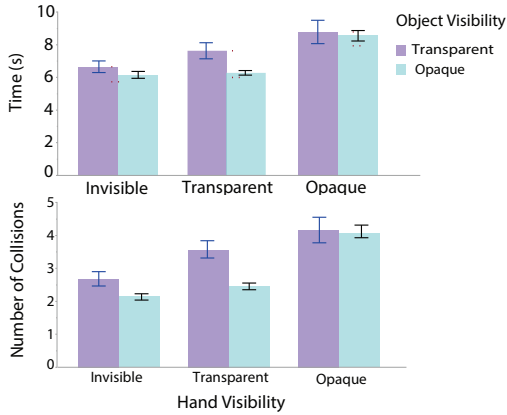 10
8
6
4
2
0
Time (s)
Invisible
Transparent
Opaque
Object Visibility
Transparent
Opaque
5
4
3
2
1
0
Number of Collisions
Invisible
Transparent
Opaque
Hand Visibility